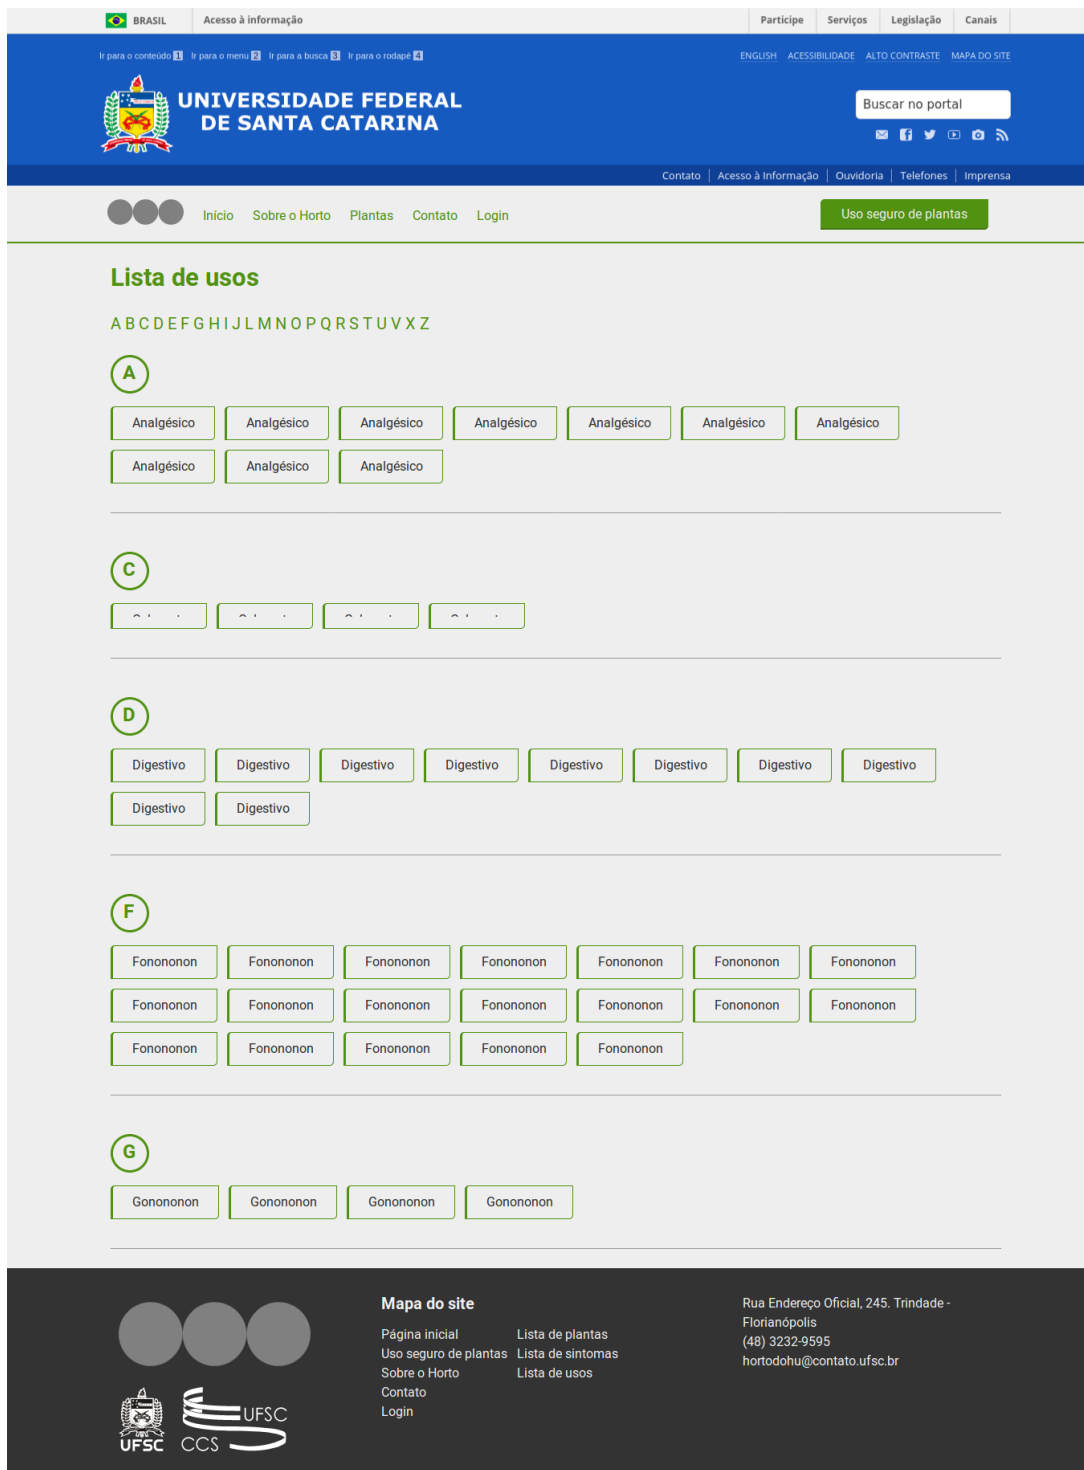 BRASIL Acesso à informação Participe Serviços Legislação Canais
Ir para o conteúdo 1 Ir para o menu 2 Ir para a busca 3 Ir para o rodapé 4 ENGLISH ACESSIBILIDADE ALTO CONTRASTE MAPA DO SITE
UNIVERSIDADE FEDERAL
DE SANTA CATARINA
Buscar no portal
Contato Acesso à Informação Ouvidoria Telefones Imprensa
Início Sobre o Horto Plantas Contato Login Uso seguro de plantas
Lista de usos
A B C D E F G H I J L M N O P Q R S T U V X Z
A
Analgésico Analgésico Analgésico Analgésico Analgésico Analgésico Analgésico
Analgésico Analgésico Analgésico
C
D
Digestivo Digestivo Digestivo Digestivo Digestivo Digestivo Digestivo Digestivo
Digestivo Digestivo
F
Fonononon Fonononon Fonononon Fonononon Fonononon Fonononon Fonononon
Fonononon Fonononon Fonononon Fonononon Fonononon Fonononon Fonononon
Fonononon Fonononon Fonononon Fonononon Fonononon
G
Gonononon Gonononon Gonononon Gonononon
Mapa do site
Página inicial Lista de plantas
Uso seguro de plantas Lista de sintomas
Sobre o Horto Lista de usos
Contato
Login
Rua Endereço Oficial, 245. Trindade -
Florianópolis
(48) 3232-9595
hortodohu@contato.ufsc.br
UFSC
UFSC
CCS